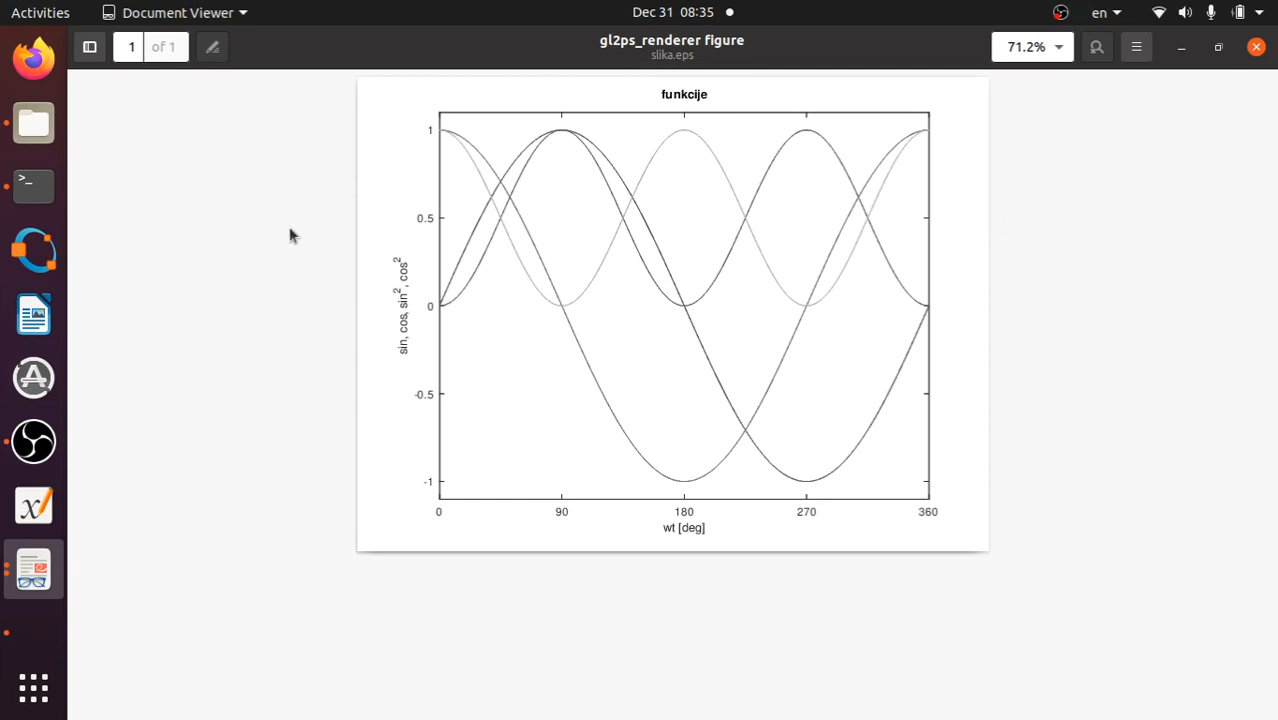 Activities
Document Viewer
Dec 31 08:35
en
1
of 1
gl2ps_renderer figure
slika.eps
71.2%
funkcije
1
0.5
0
-0.5
-1
sin, cos, sin², cos²
0 90 180 270 360
wt [deg]